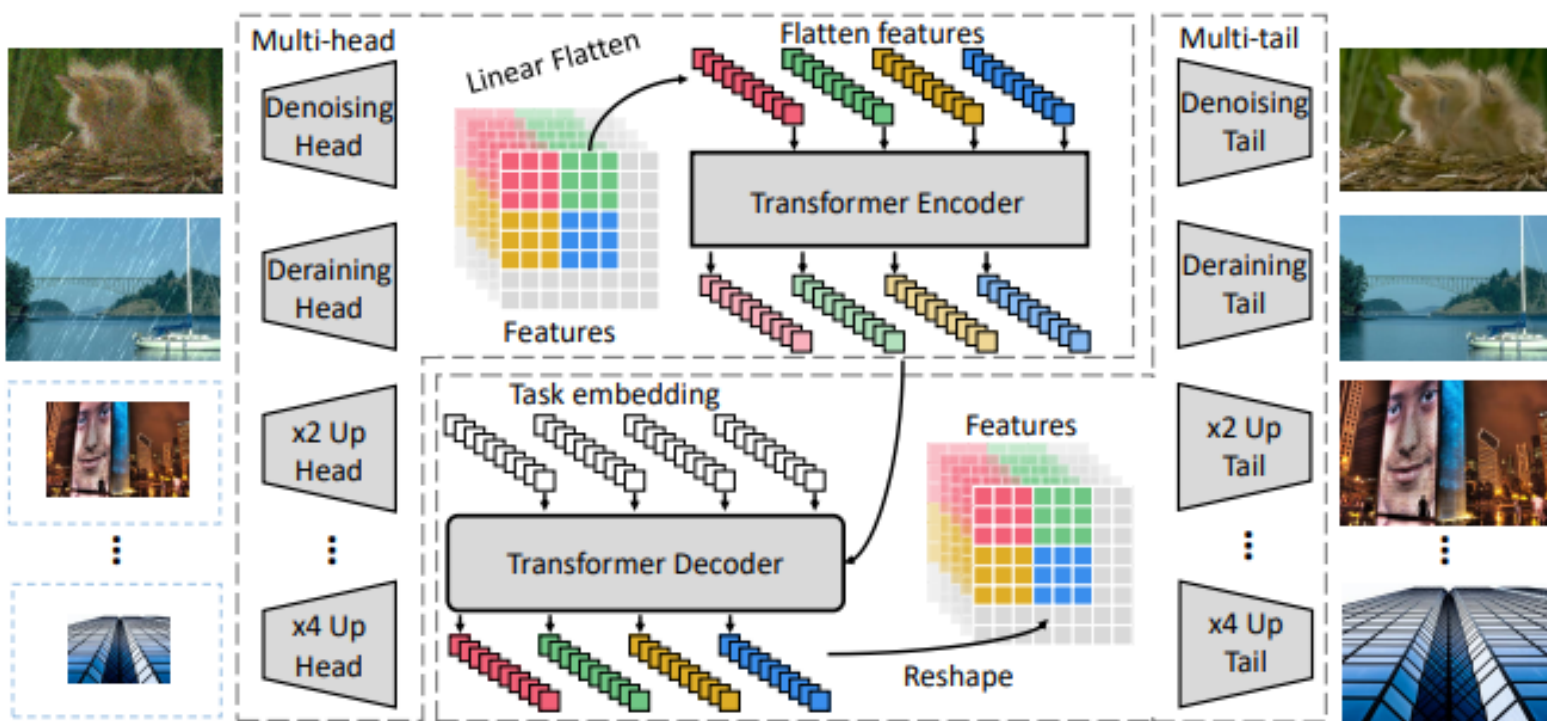 Multi-head
Denoising
Head
Deraining
Head
x2 Up
Head
x4 Up
Head
Linear Flatten
Flatten features
Transformer Encoder
Features
Task embedding
Transformer Decoder
Features
Reshape
Multi-tail
Denoising
Tail
Deraining
Tail
x2 Up
Tail
x4 Up
Tail